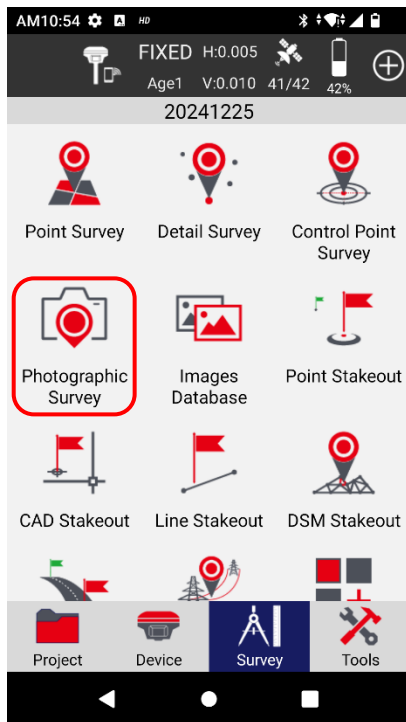 AM10:54 HD
FIXED H:0.005
Age1 V:0.010 41/42 42%
20241225
Point Survey Detail Survey Control Point
Survey
Photographic Images Point Stakeout
Survey Database
CAD Stakeout Line Stakeout DSM Stakeout
Project Device Survey Tools